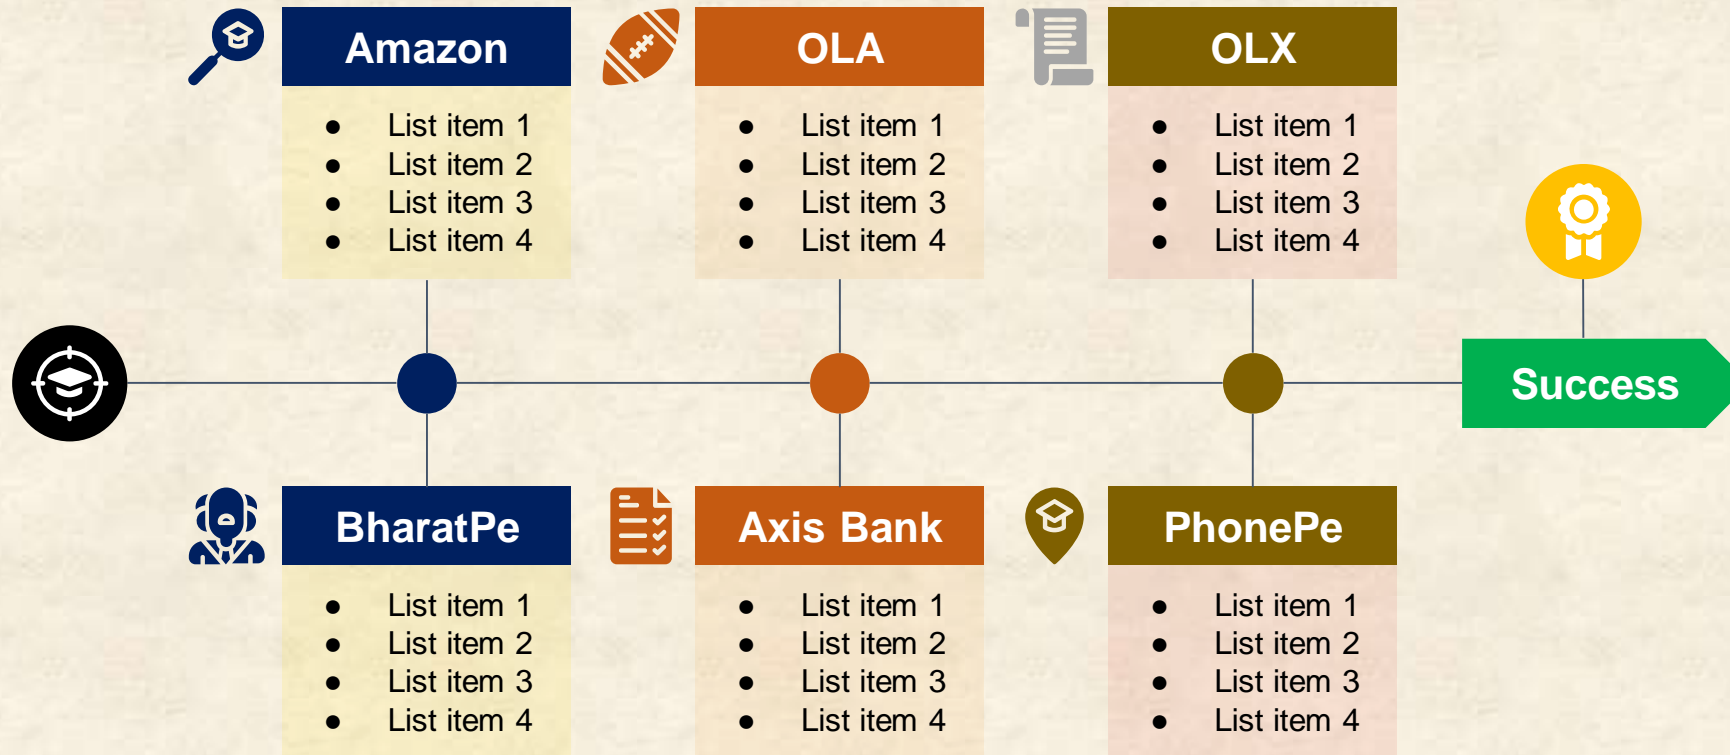 Amazon
● List item 1
● List item 2
● List item 3
● List item 4
OLA
● List item 1
● List item 2
● List item 3
● List item 4
OLX
● List item 1
● List item 2
● List item 3
● List item 4
Success
BharatPe
● List item 1
● List item 2
● List item 3
● List item 4
Axis Bank
● List item 1
● List item 2
● List item 3
● List item 4
PhonePe
● List item 1
● List item 2
● List item 3
● List item 4